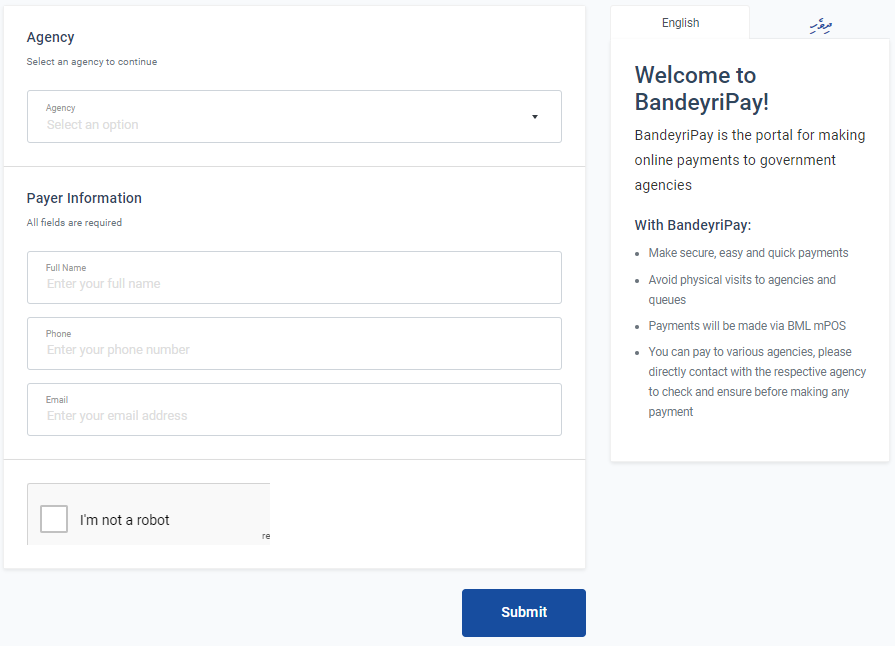 Agency
Select an agency to continue
Agency
Select an option
Payer Information
All fields are required
Full Name
Enter your full name
Phone
Enter your phone number
Email
Enter your email address
I'm not a robot
re
Submit
English
ދިވެހި
Welcome to
BandeyriPay!
BandeyriPay is the portal for making
online payments to government
agencies
With BandeyriPay:
Make secure, easy and quick payments
Avoid physical visits to agencies and
queues
Payments will be made via BML mPOS
You can pay to various agencies, please
directly contact with the respective agency
to check and ensure before making any
payment